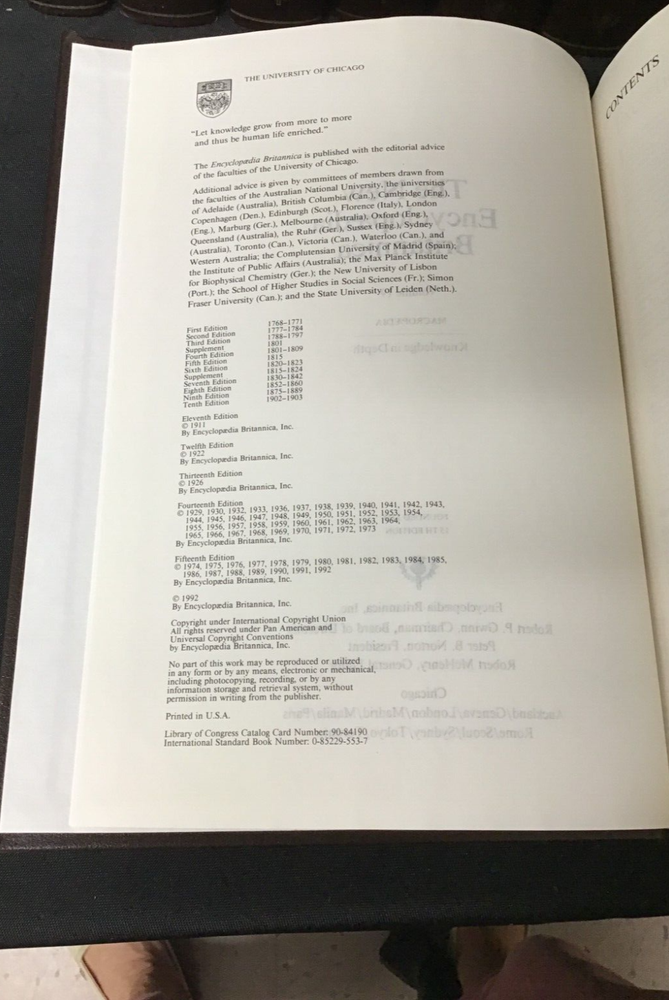 THE UNIVERSITY OF CHICAGO
"Let knowledge grow from more to more
and thus be human life enriched."
The Encyclopædia Britannica is published with the editorial advice
of the faculties of the University of Chicago.
Additional advice is given by committees of members drawn from
the faculties of the Australian National University, the universities
of Adelaide (Australia), British Columbia (Can.), Cambridge (Eng.),
Copenhagen (Den.), Edinburgh (Scot.), Florence (Italy), London
(Eng.), Marburg (Ger.), Melbourne (Australia), Oxford (Eng.),
Queensland (Australia), the Ruhr (Ger.), Sussex (Eng.), Sydney
(Australia), Toronto (Can.), Victoria (Can.), Waterloo (Can.), and
Western Australia; the Complutensian University of Madrid (Spain);
the Institute of Public Affairs (Australia); the Max Planck Institute
for Biophysical Chemistry (Ger.); the New University of Lisbon
(Port.); the School of Higher Studies in Social Sciences (Fr.); Simon
Fraser University (Can.); and the State University of Leiden (Neth.).
First Edition 1768–1771
Second Edition 1777–1784
Third Edition 1788–1797
Supplement 1801
Fourth Edition 1801–1809
Fifth Edition 1815
Sixth Edition 1820–1823
Supplement 1815–1824
Seventh Edition 1830–1842
Eighth Edition 1852–1860
Ninth Edition 1875–1889
Tenth Edition 1902–1903
Eleventh Edition
© 1911
By Encyclopædia Britannica, Inc.
Twelfth Edition
© 1922
By Encyclopædia Britannica, Inc.
Thirteenth Edition
© 1926
By Encyclopædia Britannica, Inc.
Fourteenth Edition
© 1929, 1930, 1932, 1933, 1936, 1937, 1938, 1939, 1940, 1941, 1942, 1943,
1944, 1945, 1946, 1947, 1948, 1949, 1950, 1951, 1952, 1953, 1954,
1955, 1956, 1957, 1958, 1959, 1960, 1961, 1962, 1963, 1964,
1965, 1966, 1967, 1968, 1969, 1970, 1971, 1972, 1973
By Encyclopædia Britannica, Inc.
Fifteenth Edition
© 1974, 1975, 1976, 1977, 1978, 1979, 1980, 1981, 1982, 1983, 1984, 1985,
1986, 1987, 1988, 1989, 1990, 1991, 1992
By Encyclopædia Britannica, Inc.
© 1992
By Encyclopædia Britannica, Inc.
Copyright under International Copyright Union
All rights reserved under Pan American and
Universal Copyright Conventions
by Encyclopædia Britannica, Inc.
No part of this work may be reproduced or utilized
in any form or by any means, electronic or mechanical,
including photocopying, recording, or by any
information storage and retrieval system, without
permission in writing from the publisher.
Printed in U.S.A.
Library of Congress Catalog Card Number: 90-84190
International Standard Book Number: 0-85229-553-7
CONTENTS